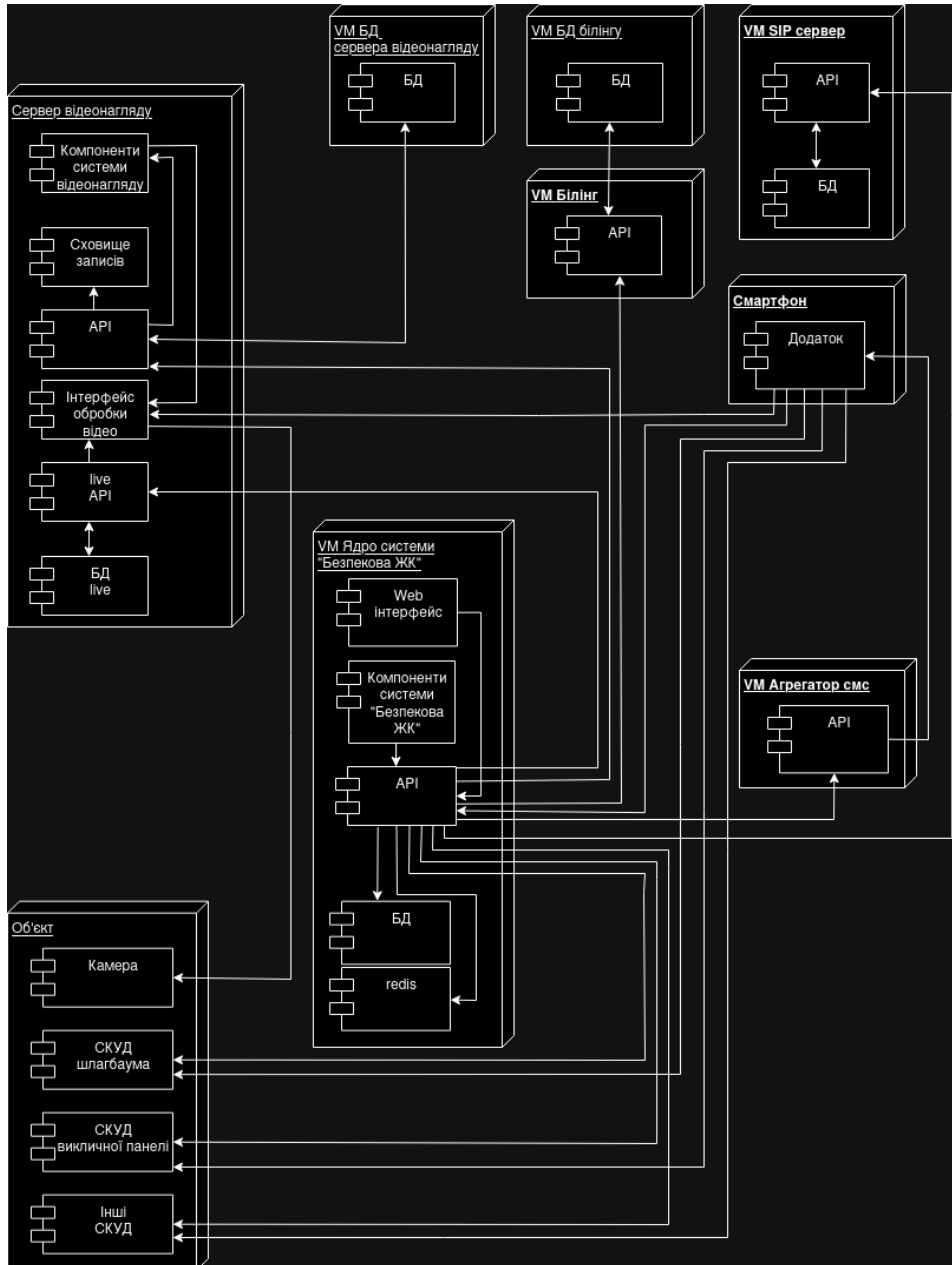 VM БД
сервера відеонагляду
БД
VM БД білінгу
БД
VM SIP сервер
API
БД
Сервер відеонагляду
Компоненти
системи
відеонагляду
Сховище
записів
API
Інтерфейс
обробки
відео
live
API
БД
live
VM Білінг
API
Смартфон
Додаток
VM Ядро системи
"Безпекова ЖК"
Web
інтерфейс
Компоненти
системи
"Безпекова
ЖК"
API
БД
redis
VM Агрегатор смс
API
Об'єкт
Камера
СКУД
шлагбаума
СКУД
викличної панелі
Інші
СКУД